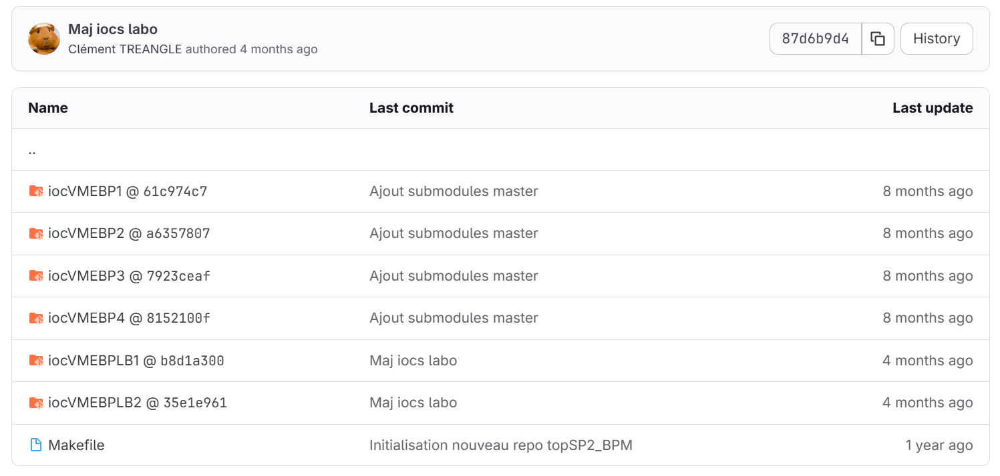 Maj iocs labo
Clément TREANGLE authored 4 months ago
87d6b9d4 History
Name Last commit Last update
..
iocVMEBP1 @ 61c974c7 Ajout submodules master 8 months ago
iocVMEBP2 @ a6357807 Ajout submodules master 8 months ago
iocVMEBP3 @ 7923ceaf Ajout submodules master 8 months ago
iocVMEBP4 @ 8152100f Ajout submodules master 8 months ago
iocVMEBPLB1 @ b8d1a300 Maj iocs labo 4 months ago
iocVMEBPLB2 @ 35e1e961 Maj iocs labo 4 months ago
Makefile Initialisation nouveau repo topSP2_BPM 1 year ago